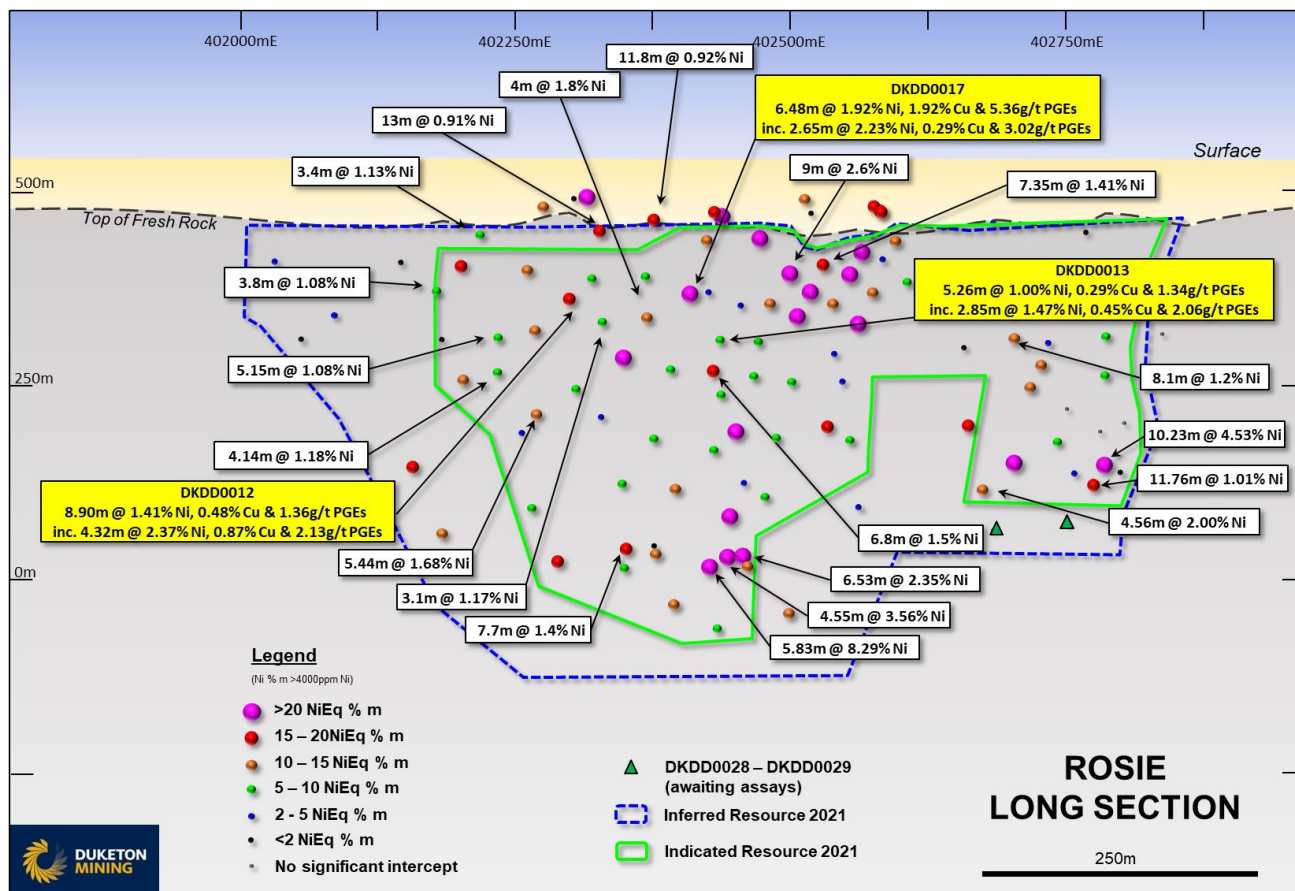 402000mE
402250mE
402500mE
402750mE
11.8m @ 0.92% Ni
4m @ 1.8% Ni
13m @ 0.91% Ni
3.4m @ 1.13% Ni
DKDD0017
6.48m @ 1.92% Ni, 1.92% Cu & 5.36g/t PGEs
inc. 2.65m @ 2.23% Ni, 0.29% Cu & 3.02g/t PGEs
9m @ 2.6% Ni
7.35m @ 1.41% Ni
Surface
500m
Top of Fresh Rock
3.8m @ 1.08% Ni
DKDD0013
5.26m @ 1.00% Ni, 0.29% Cu & 1.34g/t PGEs
inc. 2.85m @ 1.47% Ni, 0.45% Cu & 2.06g/t PGEs
5.15m @ 1.08% Ni
250m
8.1m @ 1.2% Ni
4.14m @ 1.18% Ni
10.23m @ 4.53% Ni
11.76m @ 1.01% Ni
DKDD0012
8.90m @ 1.41% Ni, 0.48% Cu & 1.36g/t PGEs
inc. 4.32m @ 2.37% Ni, 0.87% Cu & 2.13g/t PGEs
4.56m @ 2.00% Ni
6.8m @ 1.5% Ni
5.44m @ 1.68% Ni
0m
6.53m @ 2.35% Ni
3.1m @ 1.17% Ni
4.55m @ 3.56% Ni
7.7m @ 1.4% Ni
5.83m @ 8.29% Ni
Legend
(Ni % m >4000ppm Ni)
>20 NiEq % m
15 – 20NiEq % m
10 – 15 NiEq % m
5 – 10 NiEq % m
2 - 5 NiEq % m
<2 NiEq % m
No significant intercept
DKDD0028 – DKDD0029
(awaiting assays)
Inferred Resource 2021
Indicated Resource 2021
ROSIE
LONG SECTION
250m
DUKETON
MINING